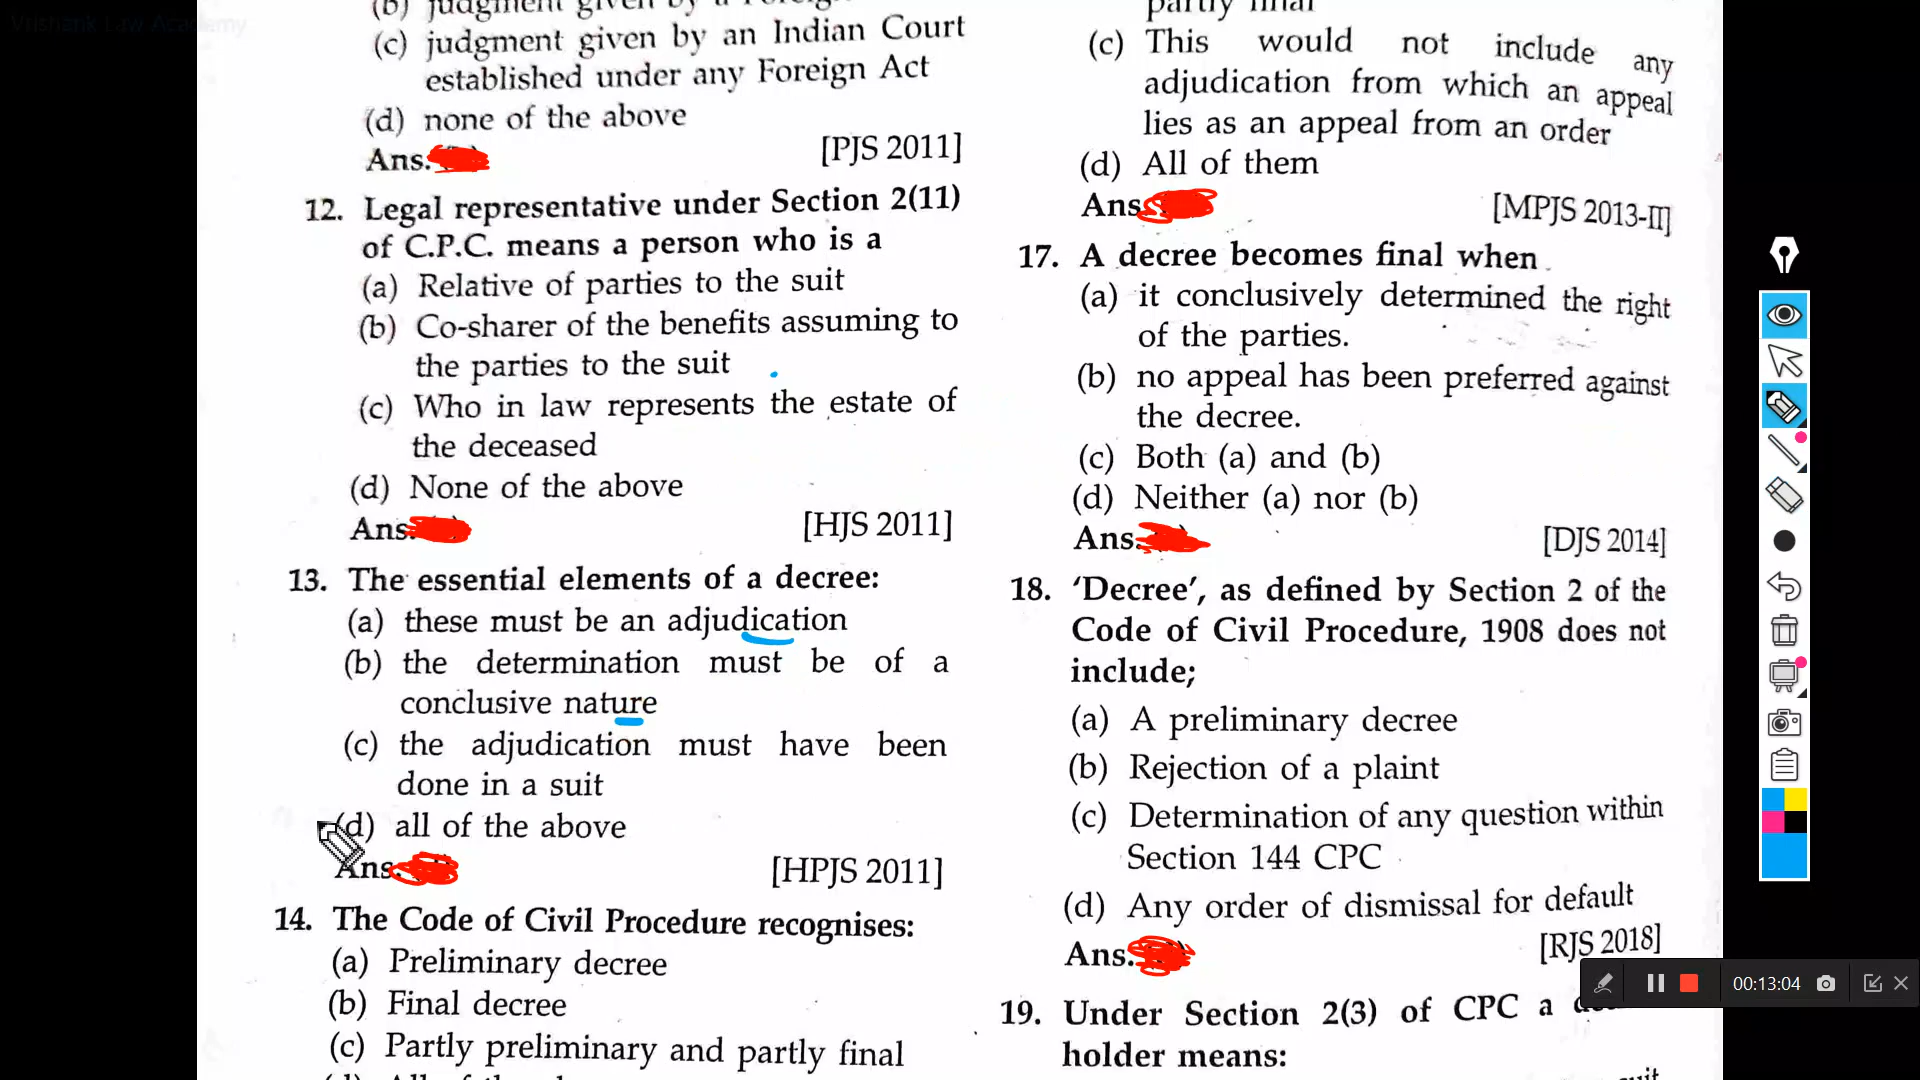 Vrishank Law Academy
(b) judgment given by a
(c) judgment given by an Indian Court
established under any Foreign Act
(d) none of the above
Ans.
[PJS 2011]
12. Legal representative under Section 2(11)
of C.P.C. means a person who is a
(a) Relative of parties to the suit
(b) Co-sharer of the benefits assuming to
the parties to the suit
(c) Who in law represents the estate of
the deceased
(d) None of the above
Ans.
[HJS 2011]
13. The essential elements of a decree:
(a) these must be an adjudication
(b) the determination must be of a
conclusive nature
(c) the adjudication must have been
done in a suit
(d) all of the above
Ans.
[HPJS 2011]
14. The Code of Civil Procedure recognises:
(a) Preliminary decree
(b) Final decree
(c) Partly preliminary and partly final
partly final
(c) This would not include any
adjudication from which an appeal
lies as an appeal from an order
(d) All of them
Ans.
[MPJS 2013-II]
17. A decree becomes final when
(a) it conclusively determined the right
of the parties.
(b) no appeal has been preferred against
the decree.
(c) Both (a) and (b)
(d) Neither (a) nor (b)
Ans.
[DJS 2014]
18. ‘Decree’, as defined by Section 2 of the
Code of Civil Procedure, 1908 does not
include;
(a) A preliminary decree
(b) Rejection of a plaint
(c) Determination of any question within
Section 144 CPC
(d) Any order of dismissal for default
Ans.
[RJS 2018]
19. Under Section 2(3) of CPC a
holder means:
suit
00:13:04